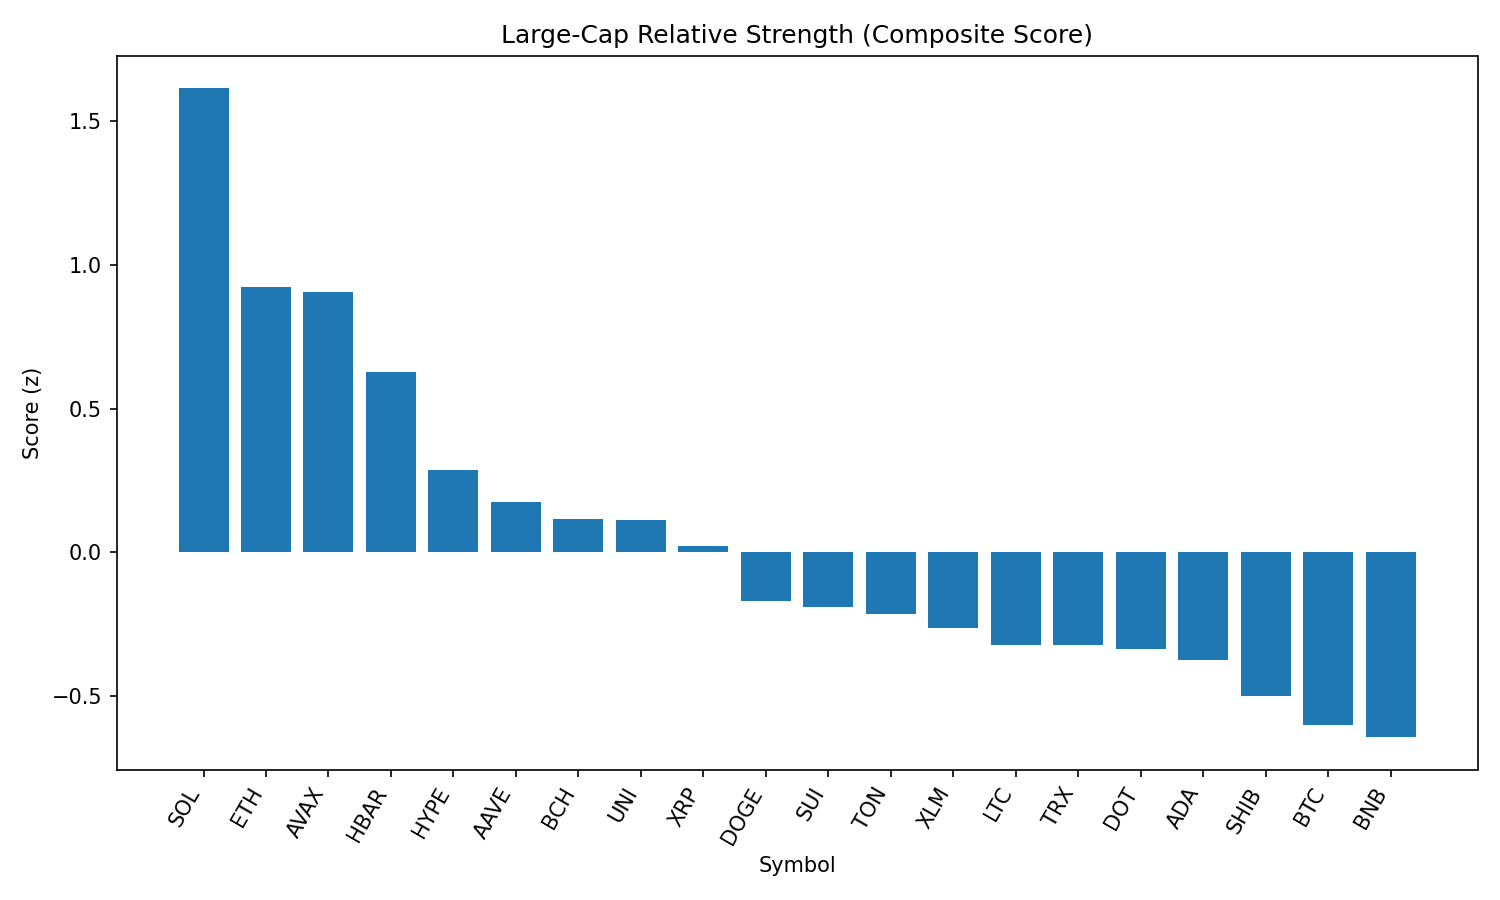 Large-Cap Relative Strength (Composite Score)
Score (z)
1.5
1.0
0.5
0.0
−0.5
SOL
ETH
AVAX
HBAR
HYPE
AAVE
BCH
UNI
XRP
DOGE
SUI
TON
XLM
LTC
TRX
DOT
ADA
SHIB
BTC
BNB
Symbol